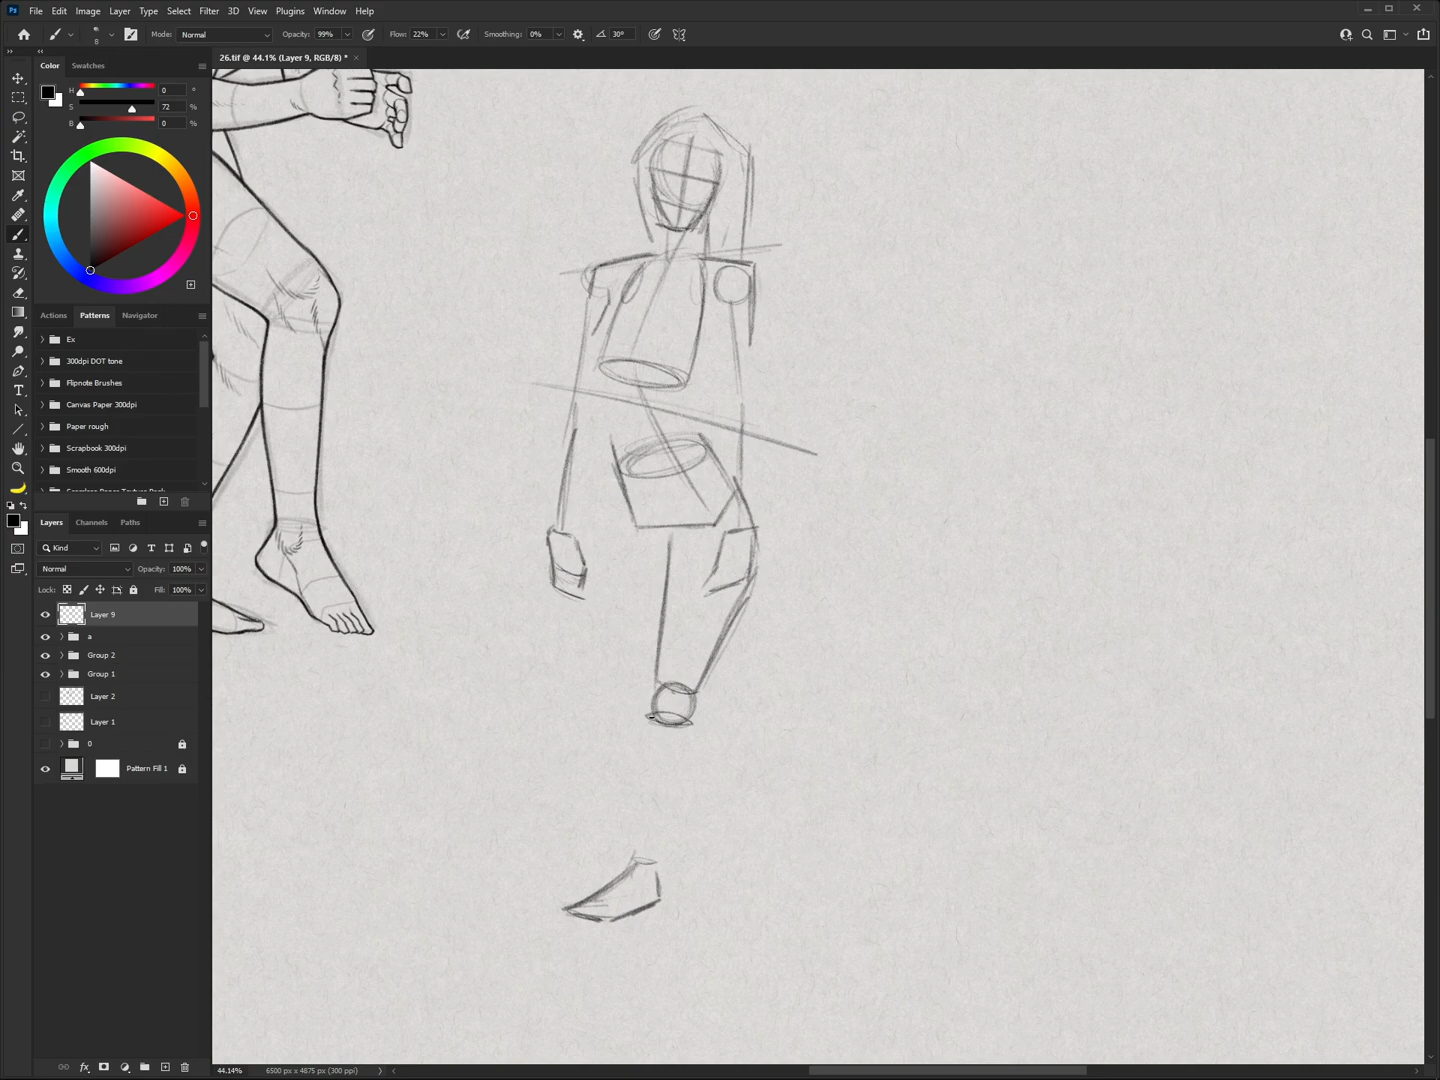 Ps File Edit Image Layer Type Select Filter 3D View Plugins Window Help
8 Mode: Normal Opacity: 99% Flow: 22% Smoothing: 0% 30°
26.tif @ 44.1% (Layer 9, RGB/8) * ×
Color Swatches
H 0 °
S 72 %
B 0 %
Actions Patterns Navigator
Ex
300dpi DOT tone
Flipnote Brushes
Canvas Paper 300dpi
Paper rough
Scrapbook 300dpi
Smooth 600dpi
Layers Channels Paths
Kind
Normal Opacity: 100%
Lock: Fill: 100%
Layer 9
a
Group 2
Group 1
Layer 2
Layer 1
0
Pattern Fill 1
fx
44.14% 6500 px x 4875 px (300 ppi)